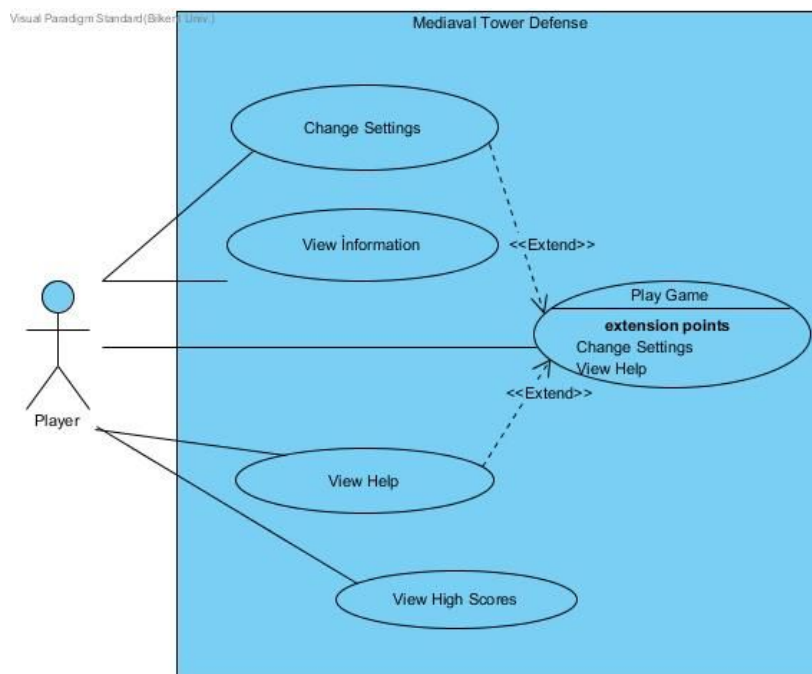 Visual Paradigm Standard(Bilkent Univ.)
Mediaval Tower Defense
Change Settings
View İnformation
<<Extend>>
Play Game
extension points
Change Settings
View Help
<<Extend>>
Player
View Help
View High Scores